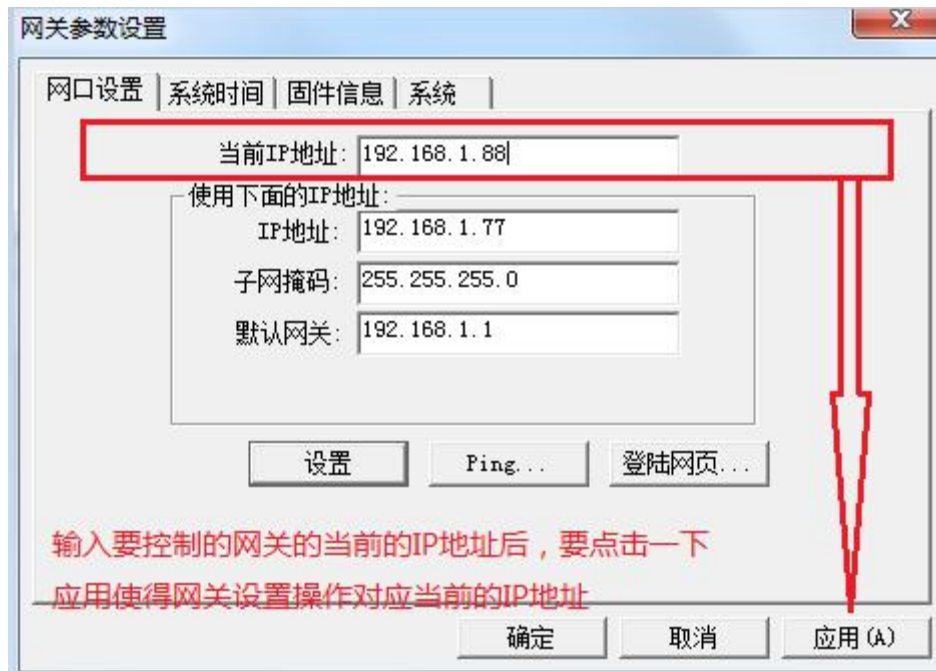 网关参数设置
网口设置 系统时间 固件信息 系统
当前IP地址: 192.168.1.88
使用下面的IP地址:
IP地址: 192.168.1.77
子网掩码: 255.255.255.0
默认网关: 192.168.1.1
设置 Ping... 登陆网页...
输入要控制的网关的当前的IP地址后，要点击一下
应用使得网关设置操作对应当前的IP地址
确定 取消 应用(A)